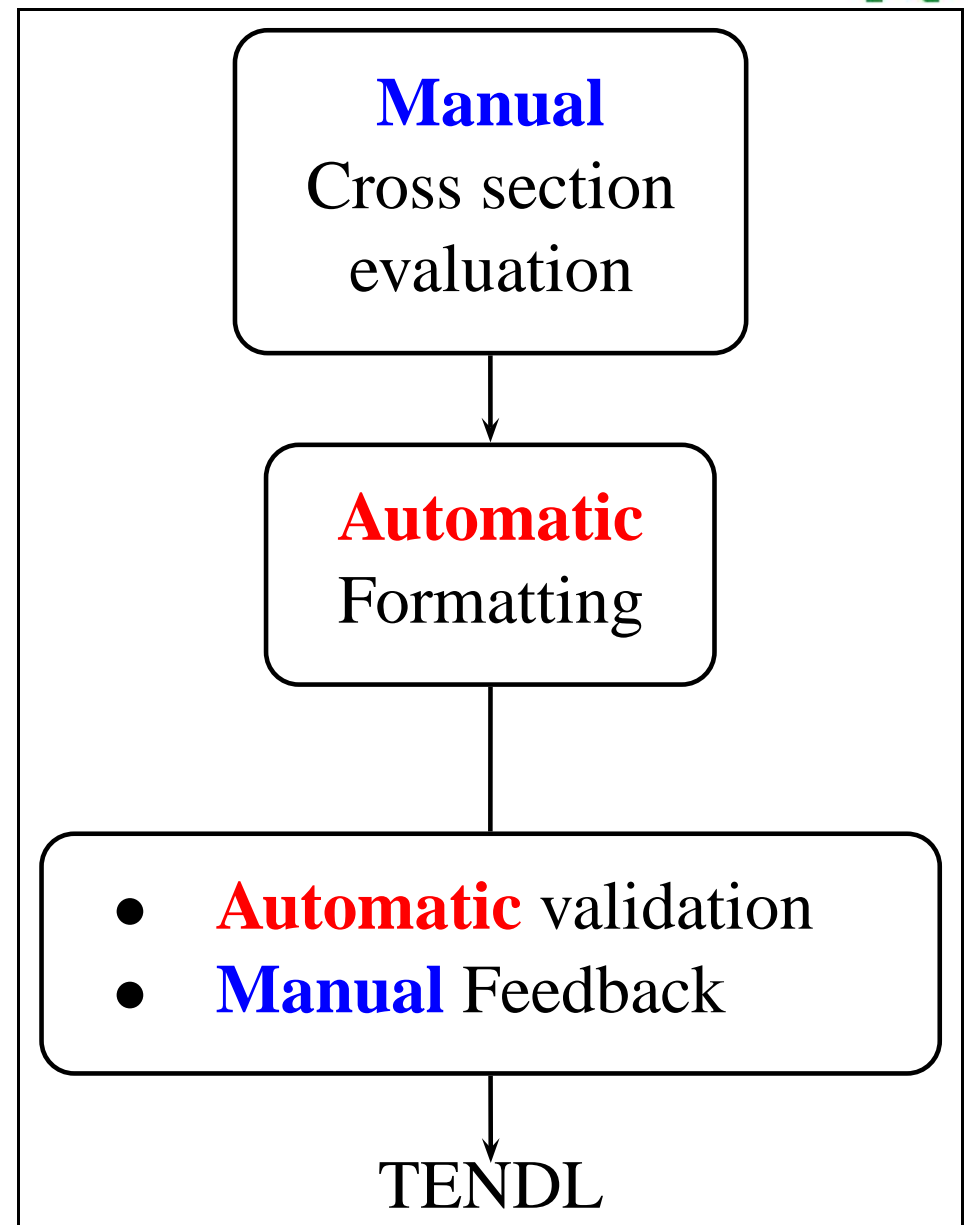 Manual
Cross section
evaluation
Automatic
Formatting
● Automatic validation
● Manual Feedback
TENDL